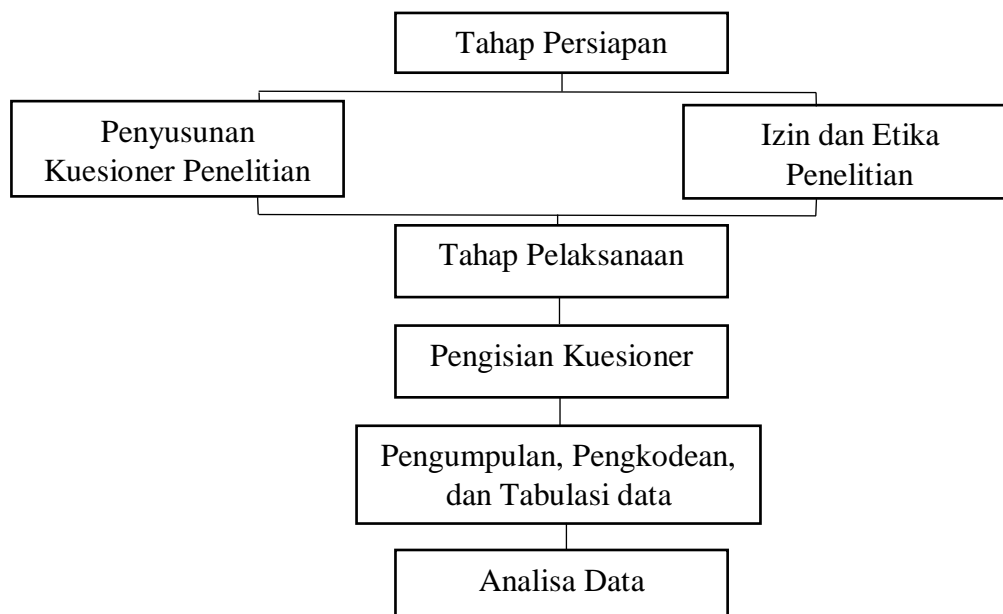 Tahap Persiapan
Penyusunan
Kuesioner Penelitian
Izin dan Etika
Penelitian
Tahap Pelaksanaan
Pengisian Kuesioner
Pengumpulan, Pengkodean,
dan Tabulasi data
Analisa Data